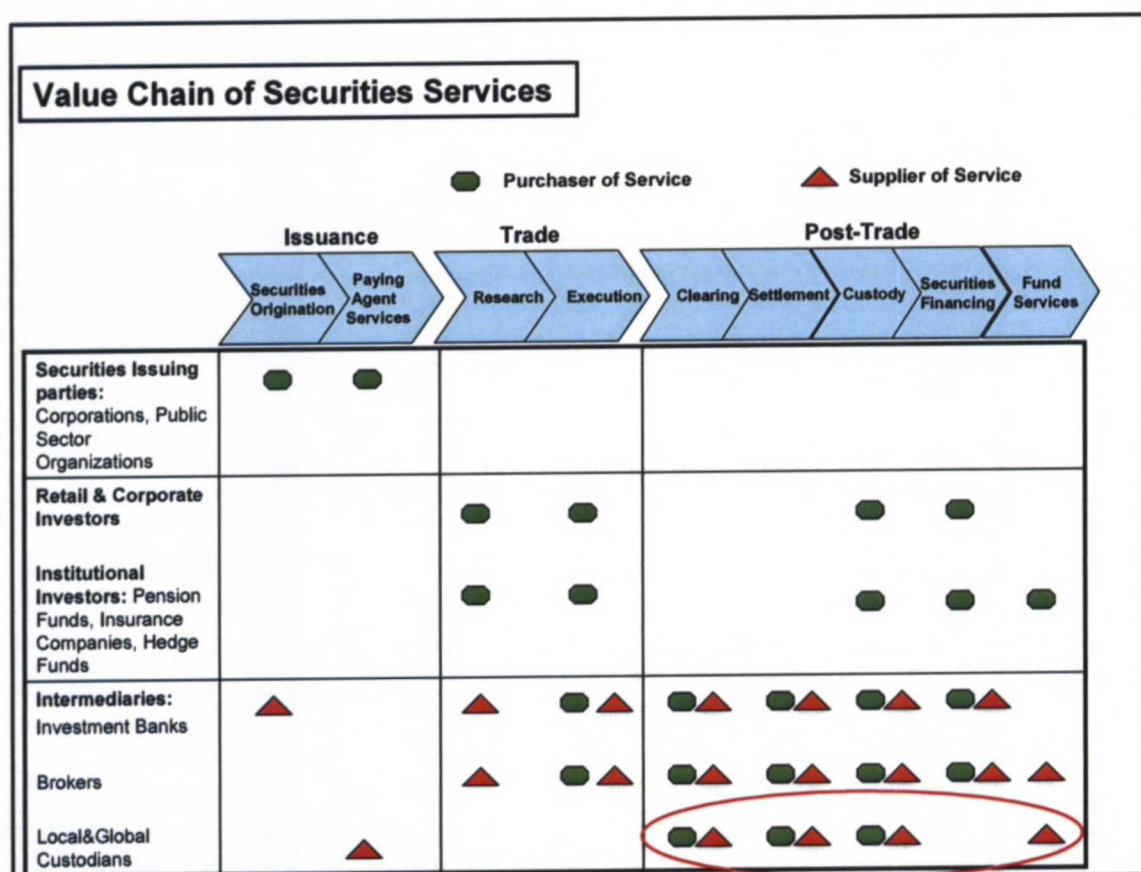 Value Chain of Securities Services
Purchaser of Service
Supplier of Service
Issuance
Trade
Post-Trade
Securities
Origination
Paying
Agent
Services
Research
Execution
Clearing
Settlement
Custody
Securities
Financing
Fund
Services
Securities Issuing
parties:
Corporations, Public
Sector
Organizations
Retail & Corporate
Investors
Institutional
Investors: Pension
Funds, Insurance
Companies, Hedge
Funds
Intermediaries:
Investment Banks
Brokers
Local&Global
Custodians